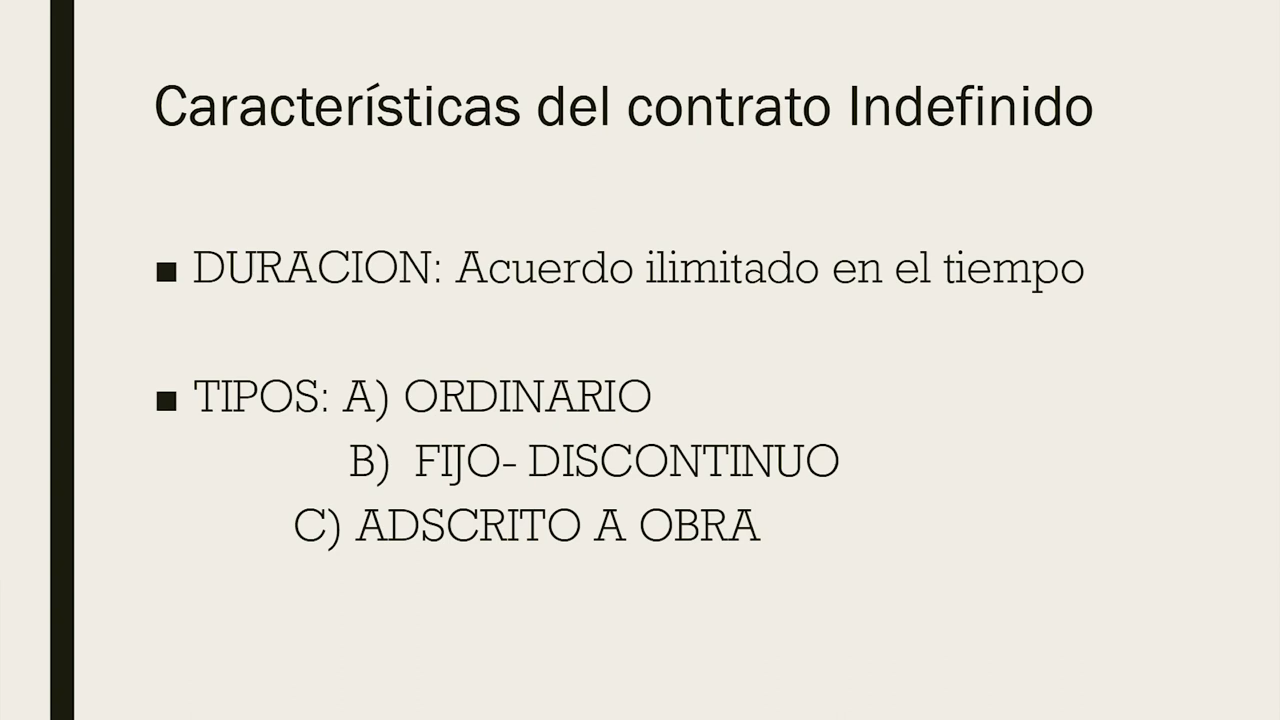 Características del contrato Indefinido
■ DURACION: Acuerdo ilimitado en el tiempo
■ TIPOS: A) ORDINARIO
B) FIJO- DISCONTINUO
C) ADSCRITO A OBRA